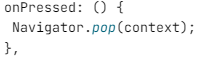 onPressed: () {
 Navigator.pop(context);
},